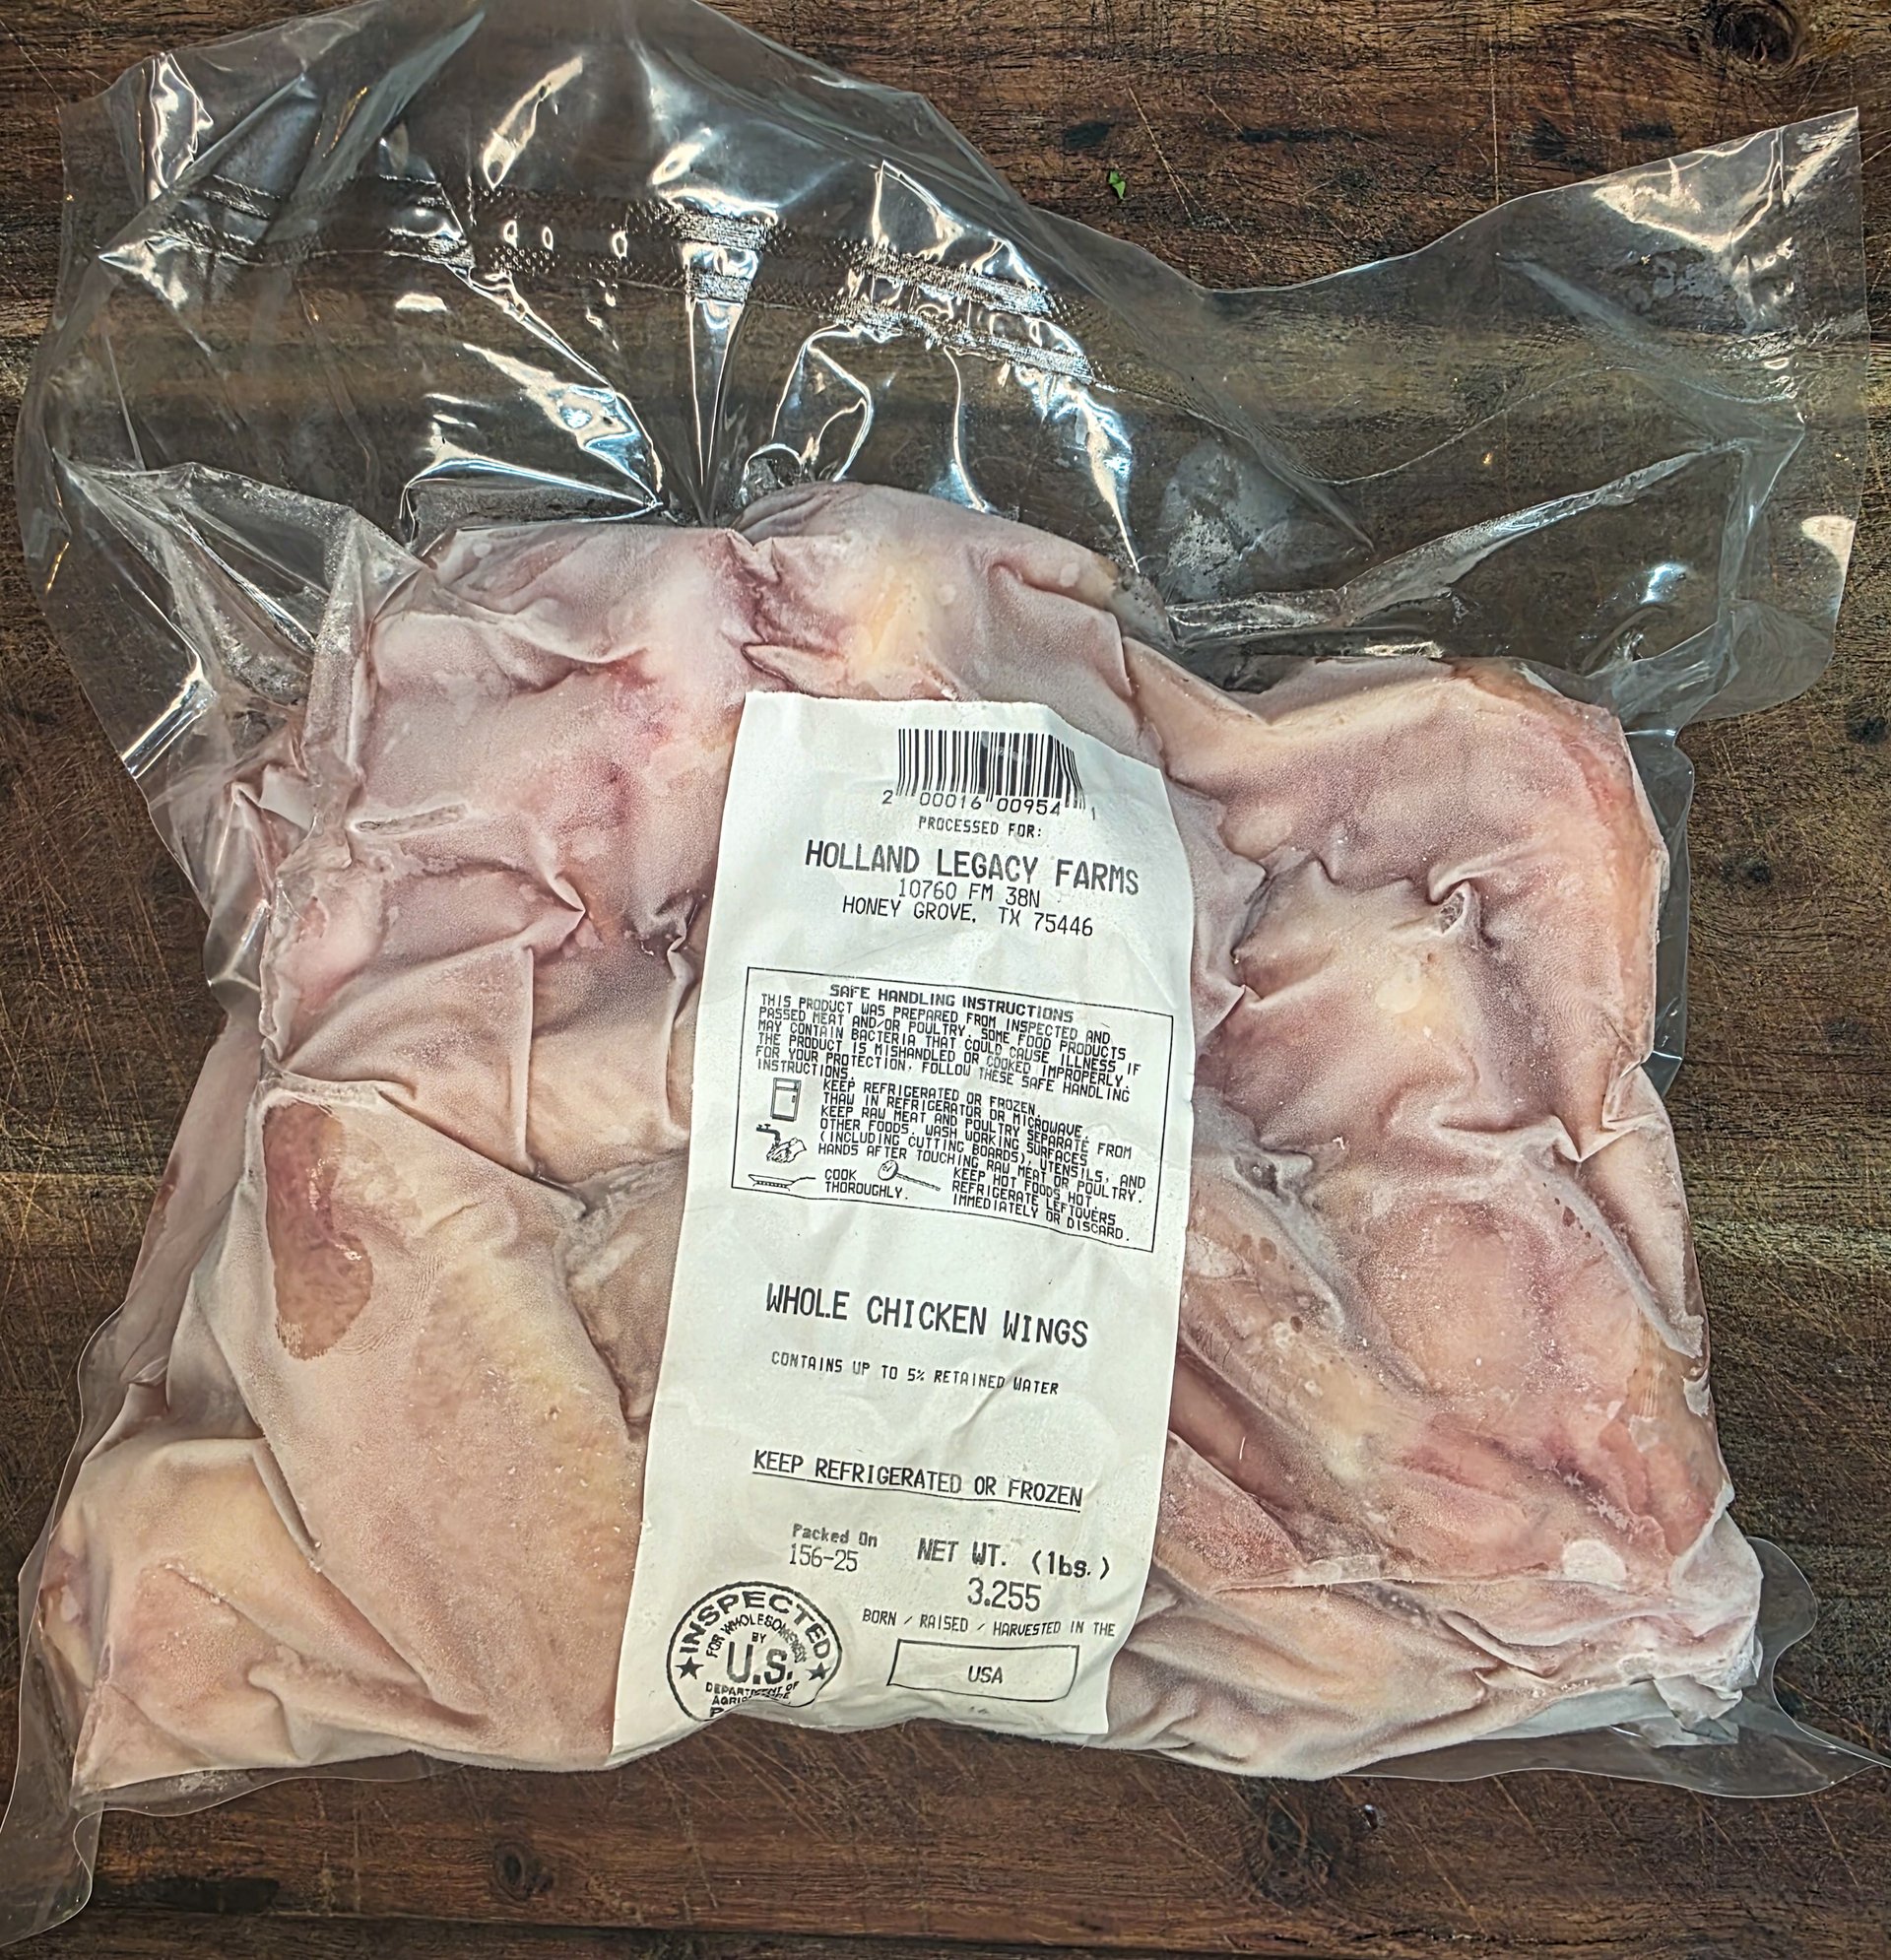 2 00016 00954 1
PROCESSED FOR:
HOLLAND LEGACY FARMS
10760 FM 38N
HONEY GROVE, TX 75446
SAFE HANDLING INSTRUCTIONS
THIS PRODUCT WAS PREPARED FROM INSPECTED AND
PASSED MEAT AND/OR POULTRY. SOME FOOD PRODUCTS
MAY CONTAIN BACTERIA THAT COULD CAUSE ILLNESS IF
THE PRODUCT IS MISHANDLED OR COOKED IMPROPERLY.
FOR YOUR PROTECTION, FOLLOW THESE SAFE HANDLING
INSTRUCTIONS.
KEEP REFRIGERATED OR FROZEN.
THAW IN REFRIGERATOR OR MICROWAVE.
KEEP RAW MEAT AND POULTRY SEPARATE FROM
OTHER FOODS. WASH WORKING SURFACES
(INCLUDING CUTTING BOARDS), UTENSILS, AND
HANDS AFTER TOUCHING RAW MEAT OR POULTRY.
COOK
THOROUGHLY.
KEEP HOT FOODS HOT.
REFRIGERATE LEFTOVERS
IMMEDIATELY OR DISCARD.
WHOLE CHICKEN WINGS
CONTAINS UP TO 5% RETAINED WATER
KEEP REFRIGERATED OR FROZEN
Packed On
156-25
NET WT. (lbs.)
3.255
BORN / RAISED / HARVESTED IN THE
USA
INSPECTED
FOR WHOLESOMENESS
BY
U.S.
DEPARTMENT OF